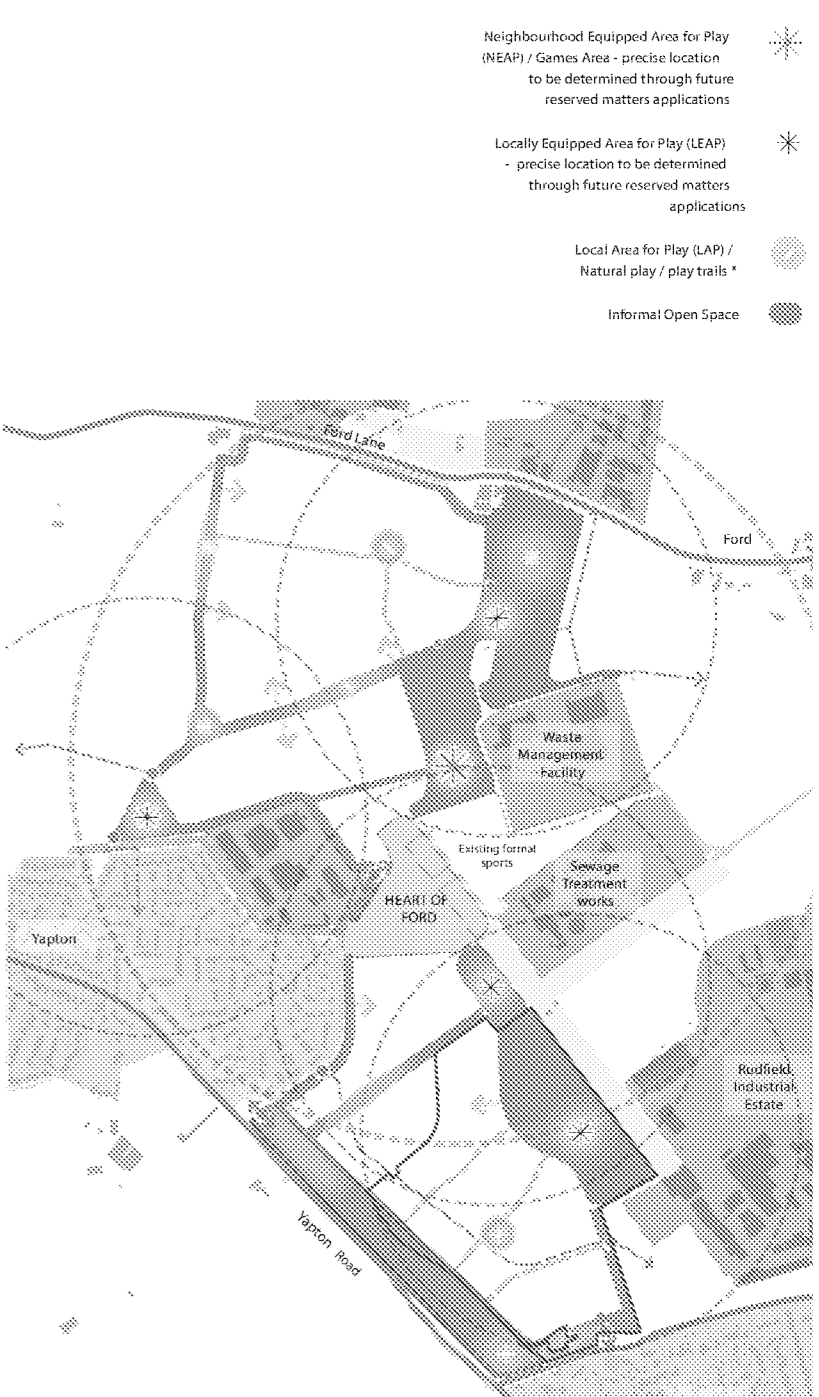 Neighbourhood Equipped Area for Play
(NEAP) / Games Area - precise location
to be determined through future
reserved matters applications
Locally Equipped Area for Play (LEAP)
- precise location to be determined
through future reserved matters
applications
Local Area for Play (LAP) /
Natural play / play trails *
Informal Open Space
Ford Lane
Ford
Waste
Management
Facility
Existing formal
sports
Sewage
Treatment
works
HEART OF
FORD
Yapton
Rudfield
Industrial
Estate
Yapton Road